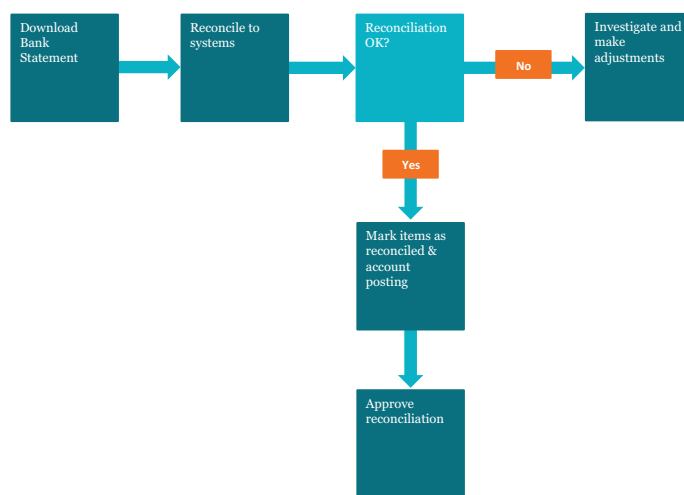 Download
Bank
Statement
Reconcile to
systems
Reconciliation
OK?
No
Investigate and
make
adjustments
Yes
Mark items as
reconciled &
account
posting
Approve
reconciliation